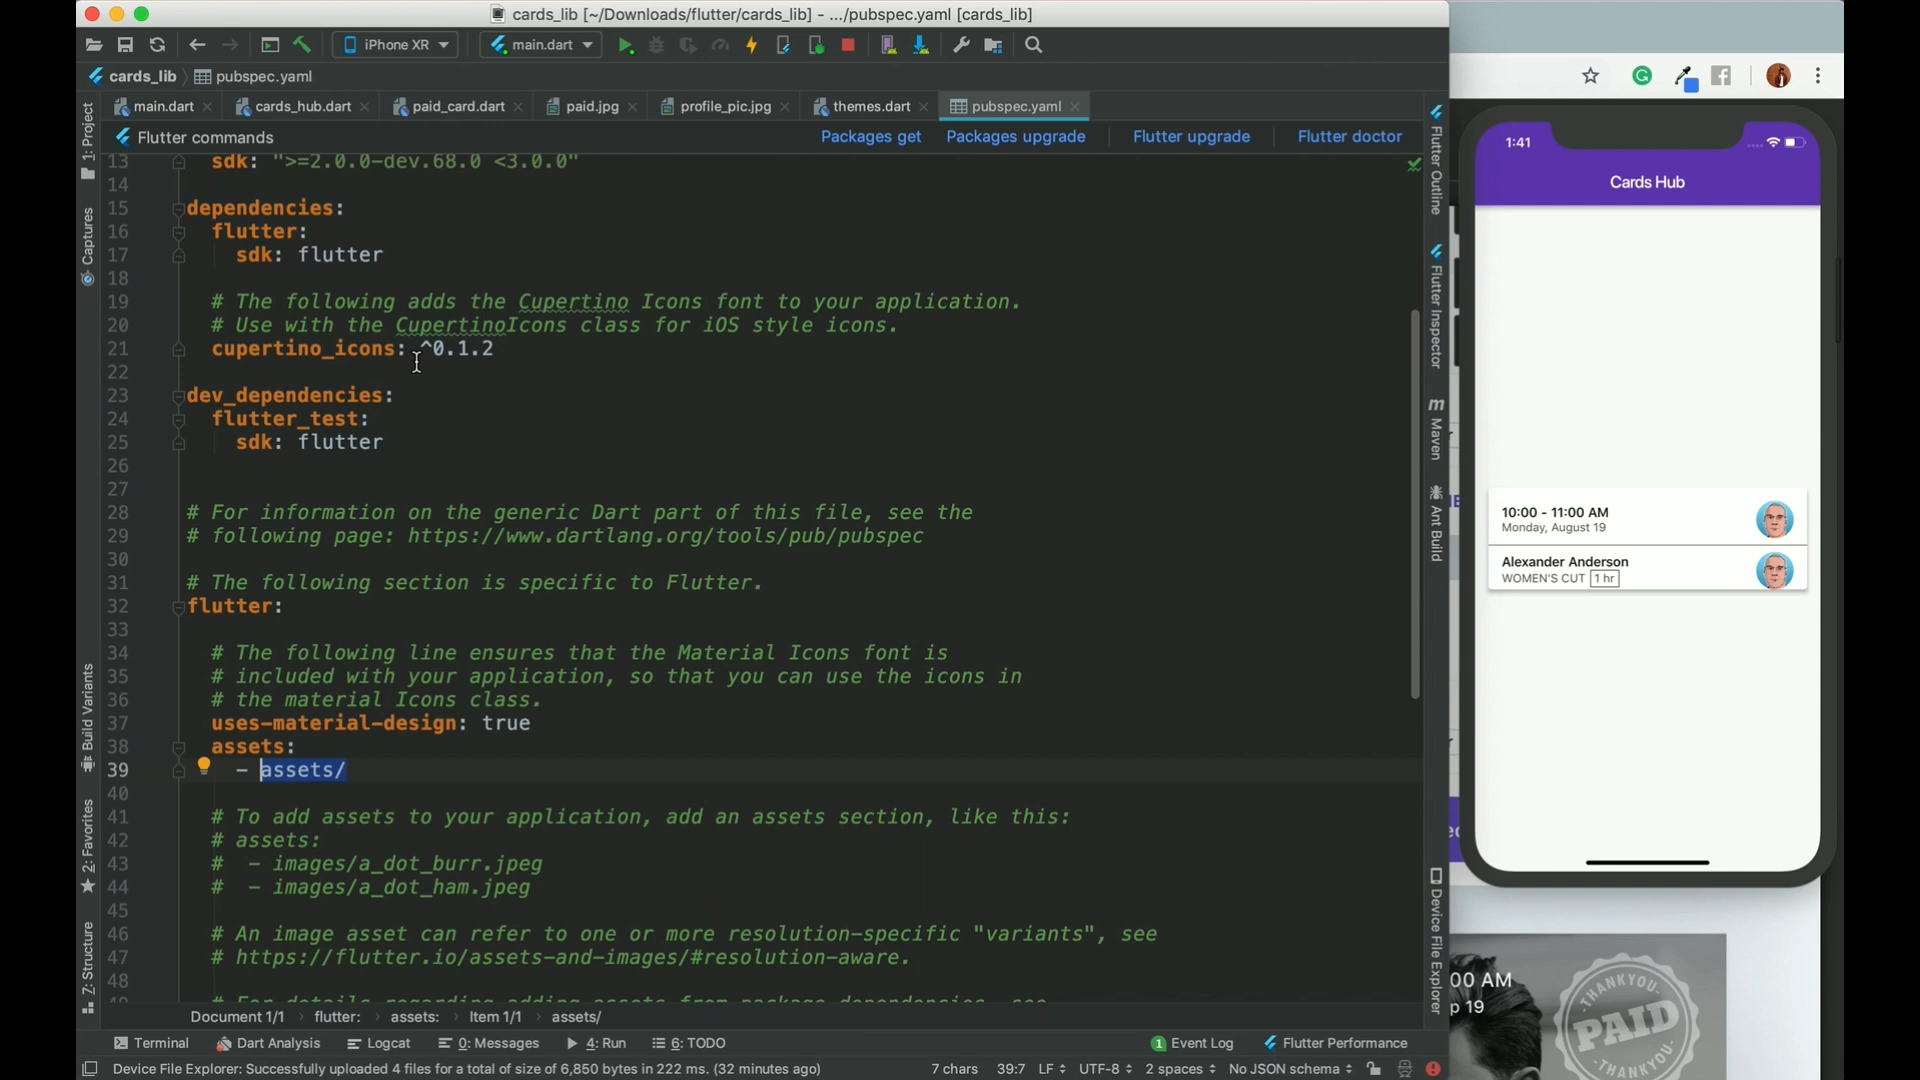 cards_lib [~/Downloads/flutter/cards_lib] - .../pubspec.yaml [cards_lib]
iPhone XR
main.dart
cards_lib
pubspec.yaml
main.dart
cards_hub.dart
paid_card.dart
paid.jpg
profile_pic.jpg
themes.dart
pubspec.yaml
Flutter commands
Packages get
Packages upgrade
Flutter upgrade
Flutter doctor
13 sdk: ">=2.0.0-dev.68.0 <3.0.0"
14
15 dependencies:
16 flutter:
17 sdk: flutter
18
19 # The following adds the Cupertino Icons font to your application.
20 # Use with the CupertinoIcons class for iOS style icons.
21 cupertino_icons: ^0.1.2
22
23 dev_dependencies:
24 flutter_test:
25 sdk: flutter
26
27
28 # For information on the generic Dart part of this file, see the
29 # following page: https://www.dartlang.org/tools/pub/pubspec
30
31 # The following section is specific to Flutter.
32 flutter:
33
34 # The following line ensures that the Material Icons font is
35 # included with your application, so that you can use the icons in
36 # the material Icons class.
37 uses-material-design: true
38 assets:
39 - assets/
40
41 # To add assets to your application, add an assets section, like this:
42 # assets:
43 # - images/a_dot_burr.jpeg
44 # - images/a_dot_ham.jpeg
45
46 # An image asset can refer to one or more resolution-specific "variants", see
47 # https://flutter.io/assets-and-images/#resolution-aware.
48
49 # For details regarding adding assets from package dependencies, see
Document 1/1 › flutter: › assets: › Item 1/1 › assets/
1: Project
Captures
Build Variants
2: Favorites
7: Structure
Flutter Outline
Flutter Inspector
m Maven
Ant Build
Device File Explorer
Terminal
Dart Analysis
Logcat
0: Messages
4: Run
6: TODO
1 Event Log
Flutter Performance
Device File Explorer: Successfully uploaded 4 files for a total of size of 6,850 bytes in 222 ms. (32 minutes ago)
7 chars
39:7
LF
UTF-8
2 spaces
No JSON schema
1:41
Cards Hub
10:00 - 11:00 AM
Monday, August 19
Alexander Anderson
WOMEN'S CUT 1 hr
00 AM
p 19
THANK YOU
PAID
THANK YOU